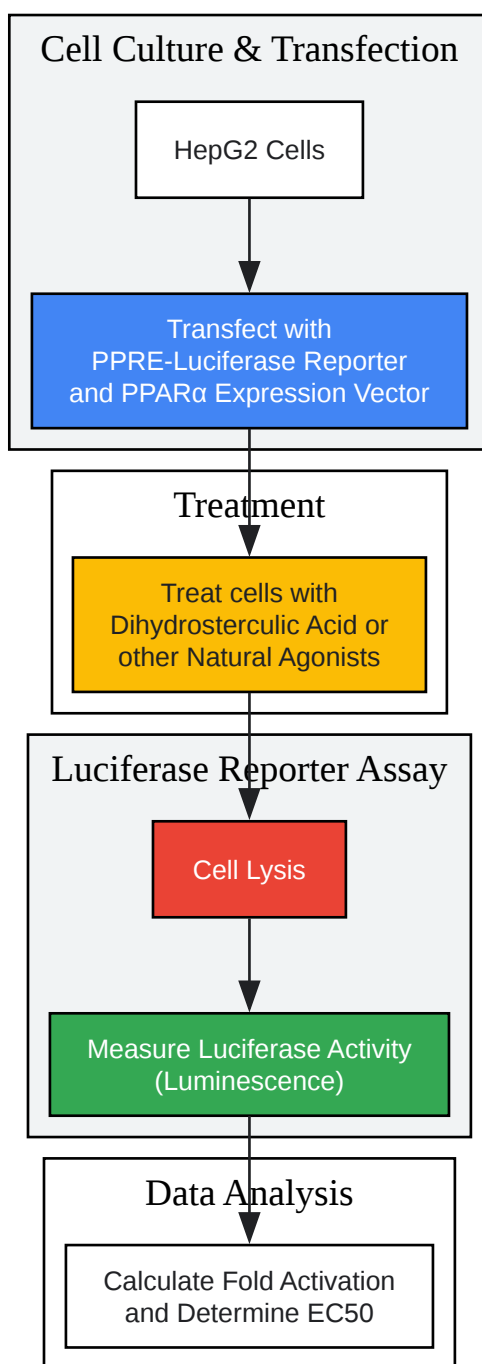 Cell Culture & Transfection
HepG2 Cells
Transfect with
PPRE-Luciferase Reporter
and PPARα Expression Vector
Treatment
Treat cells with
Dihydrosterculic Acid or
other Natural Agonists
Luciferase Reporter Assay
Cell Lysis
Measure Luciferase Activity
(Luminescence)
Data Analysis
Calculate Fold Activation
and Determine EC50